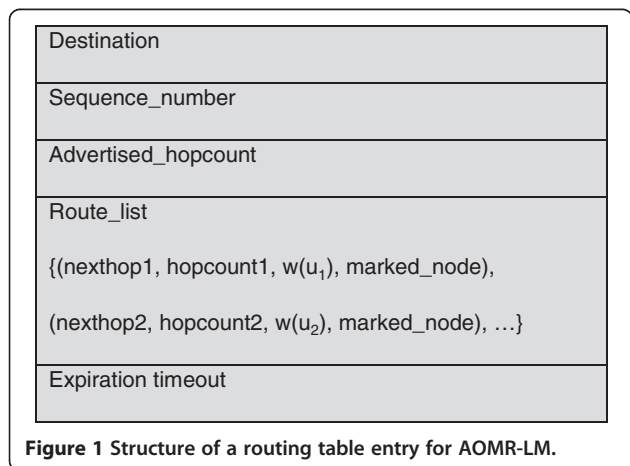 Destination
Sequence_number
Advertised_hopcount
Route_list
{(nexthop1, hopcount1, w(u₁), marked_node),
(nexthop2, hopcount2, w(u₂), marked_node), …}
Expiration timeout
Figure 1 Structure of a routing table entry for AOMR-LM.